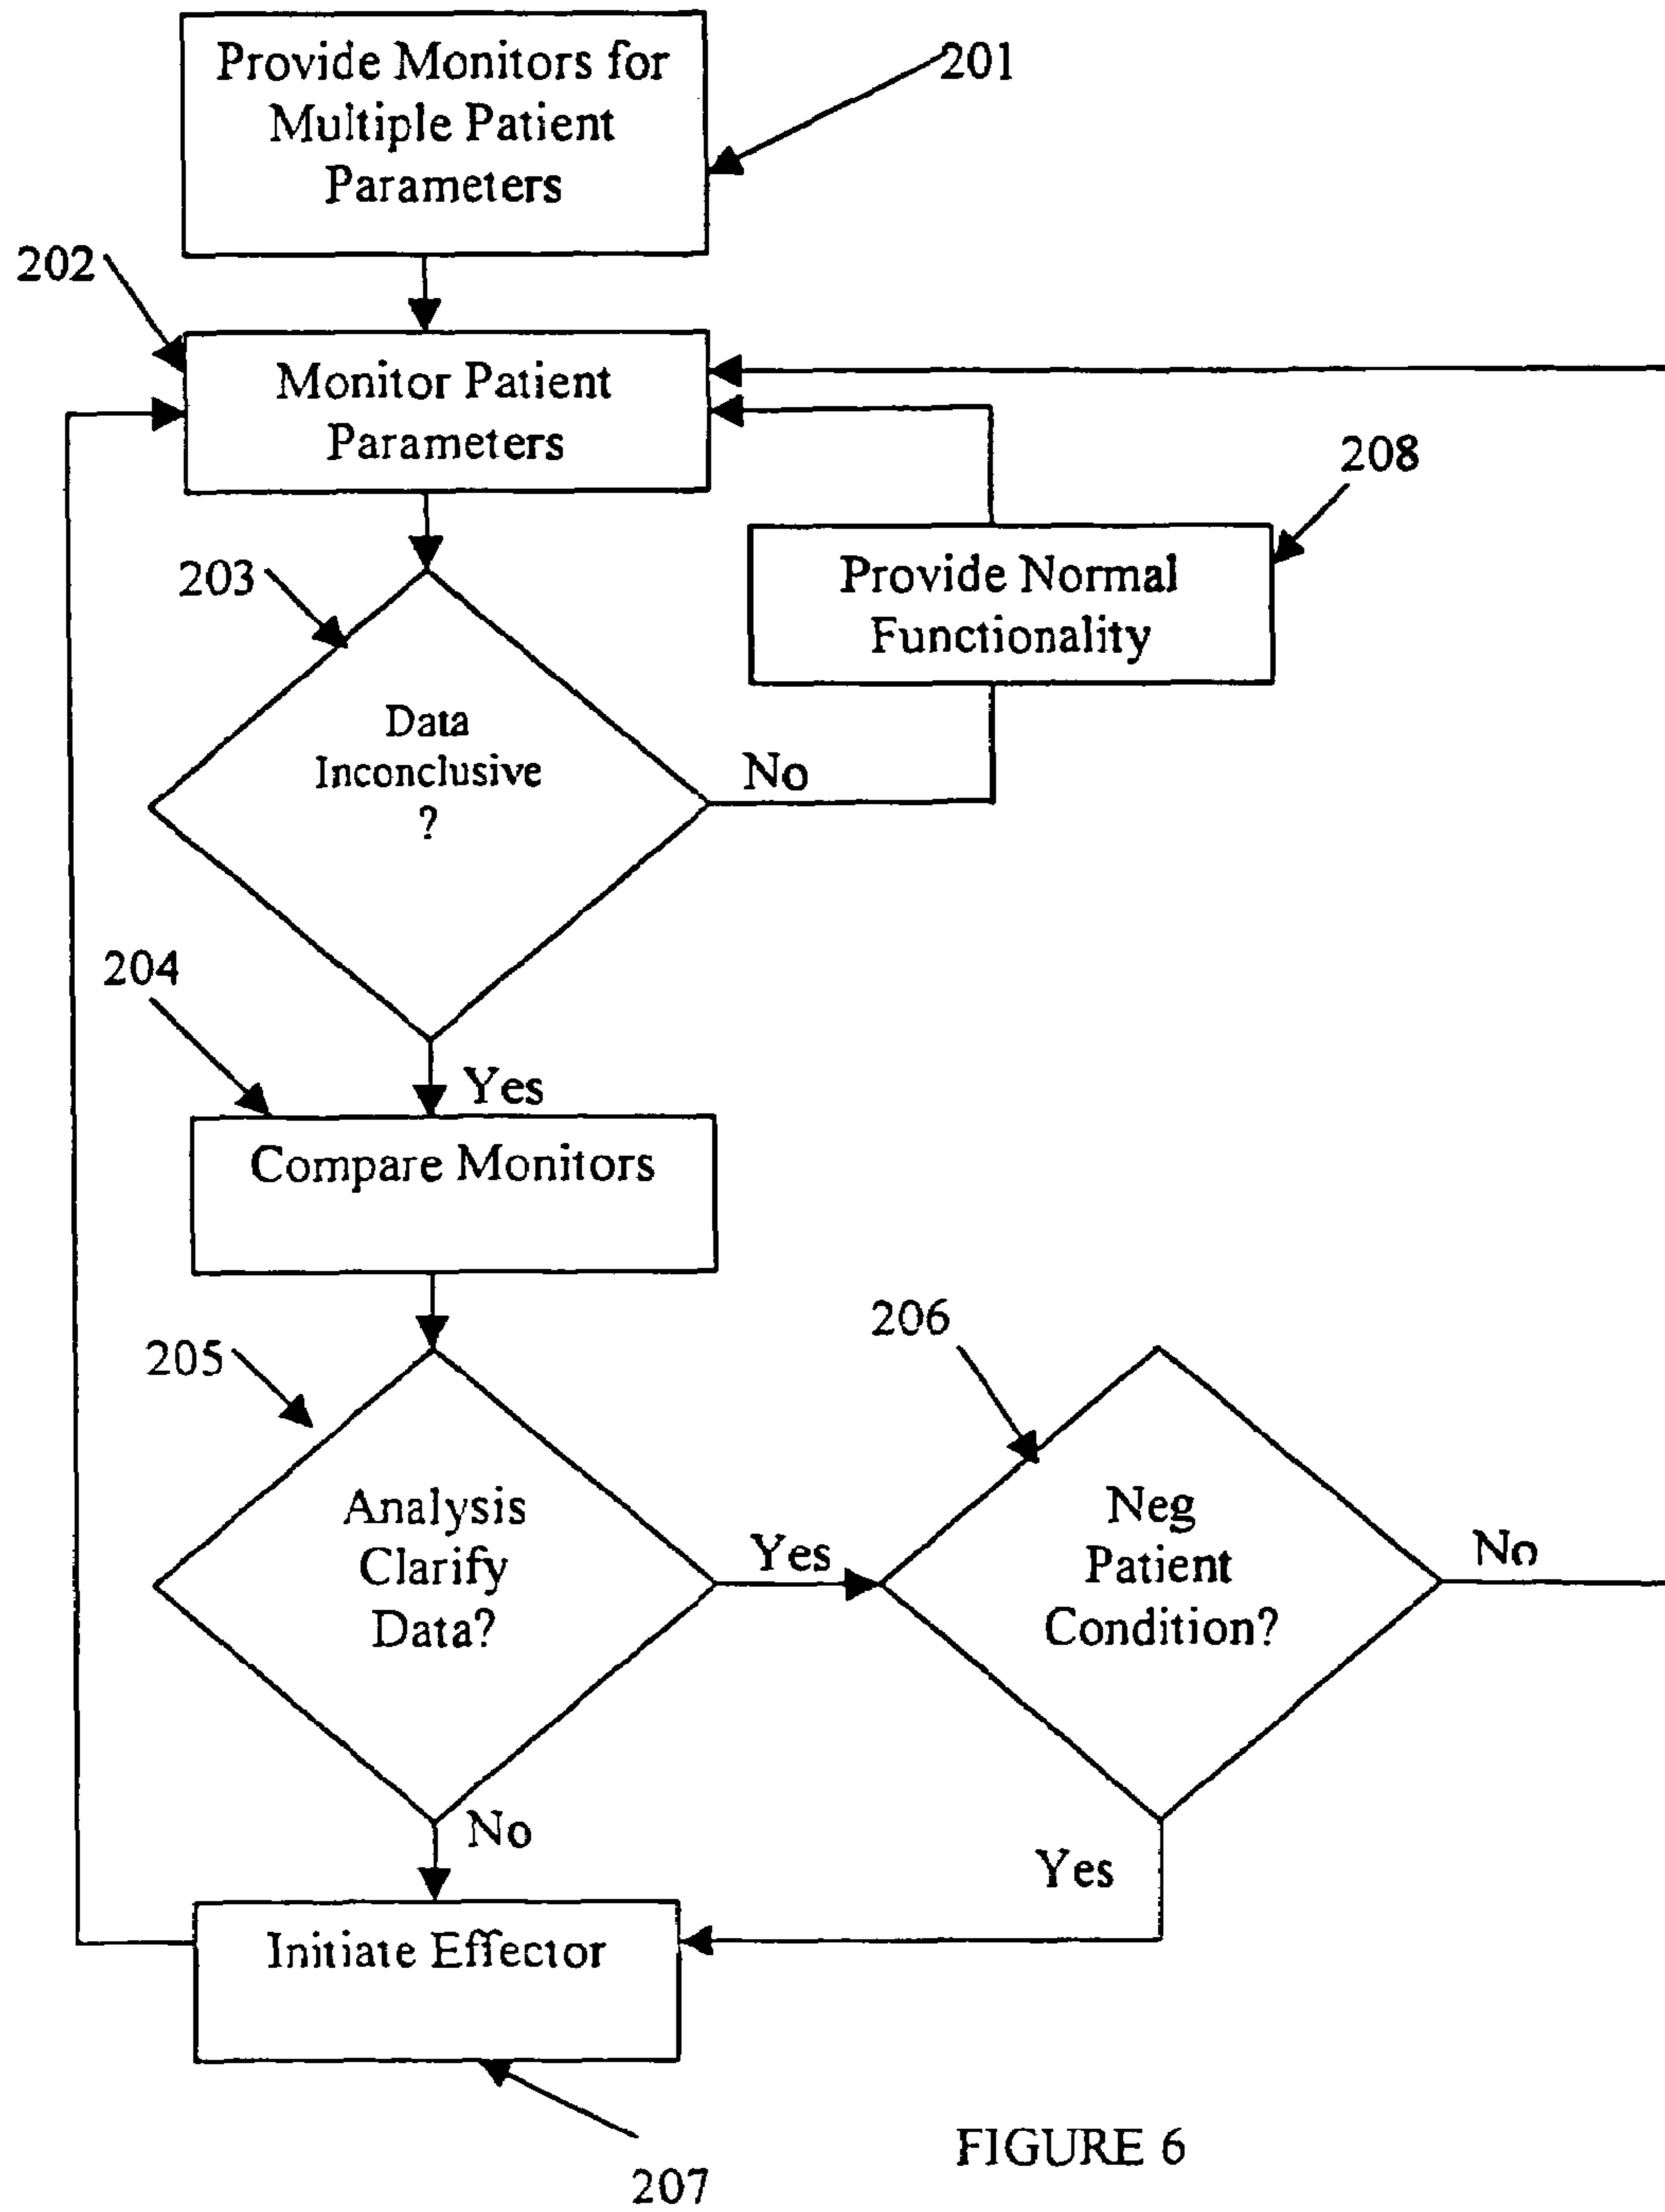 Provide Monitors for
Multiple Patient
Parameters
201
202
Monitor Patient
Parameters
208
Provide Normal
Functionality
203
Data
Inconclusive
?
No
204
Yes
Compare Monitors
206
205
Analysis
Clarify
Data?
Yes
Neg
Patient
Condition?
No
No
Yes
Initiate Effector
FIGURE 6
207